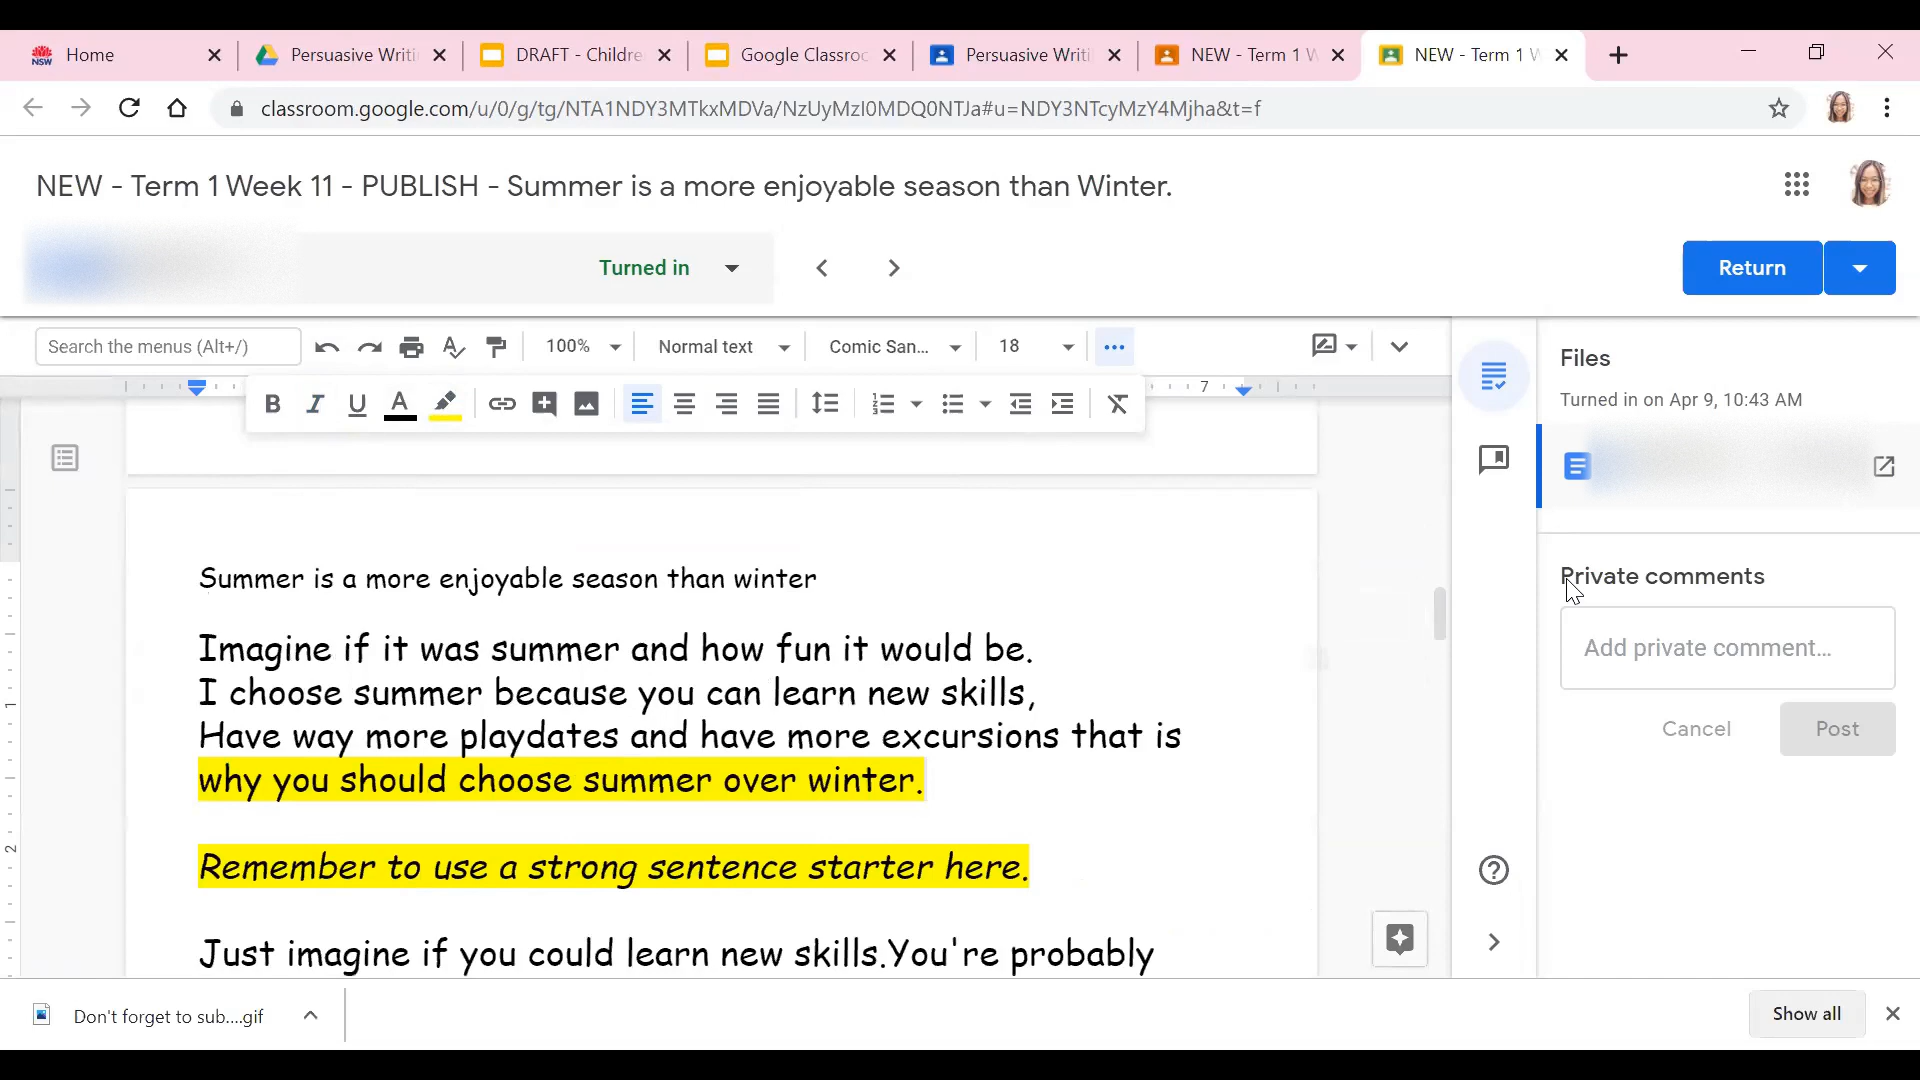 Home
Persuasive Writi
DRAFT - Childre
Google Classroo
Persuasive Writi
NEW - Term 1 W
NEW - Term 1 W
classroom.google.com/u/0/g/tg/NTA1NDY3MTkxMDVa/NzUyMzI0MDQ0NTJa#u=NDY3NTcyMzY4Mjha&t=f
NEW - Term 1 Week 11 - PUBLISH - Summer is a more enjoyable season than Winter.
Turned in
Return
Search the menus (Alt+/)
100%
Normal text
Comic San...
18
7
Files
Turned in on Apr 9, 10:43 AM
Private comments
Add private comment...
Cancel
Post
1
2
Summer is a more enjoyable season than winter
Imagine if it was summer and how fun it would be.
I choose summer because you can learn new skills,
Have way more playdates and have more excursions that is
why you should choose summer over winter.
Remember to use a strong sentence starter here.
Just imagine if you could learn new skills.You're probably
Don't forget to sub....gif
Show all